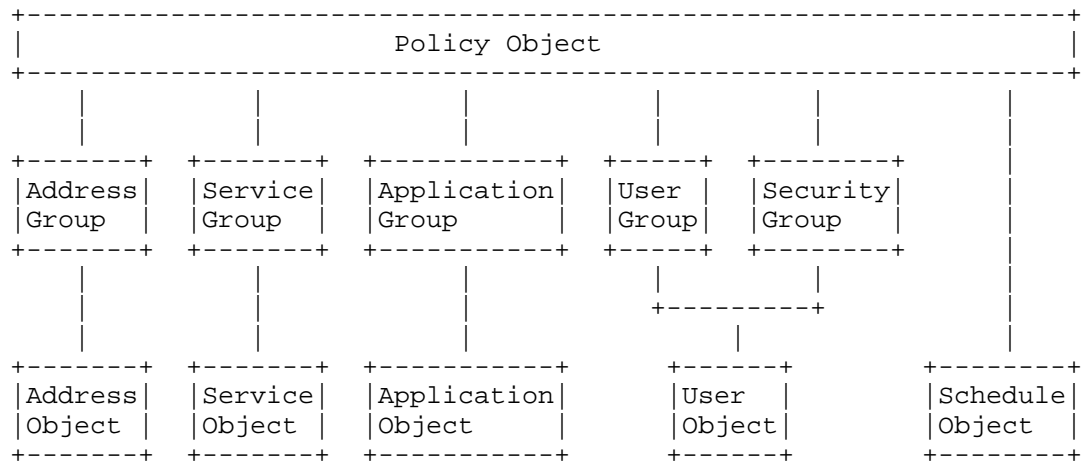 Policy Object
Address Service Application User Security
Group Group Group Group Group
Address Service Application User Schedule
Object Object Object Object Object